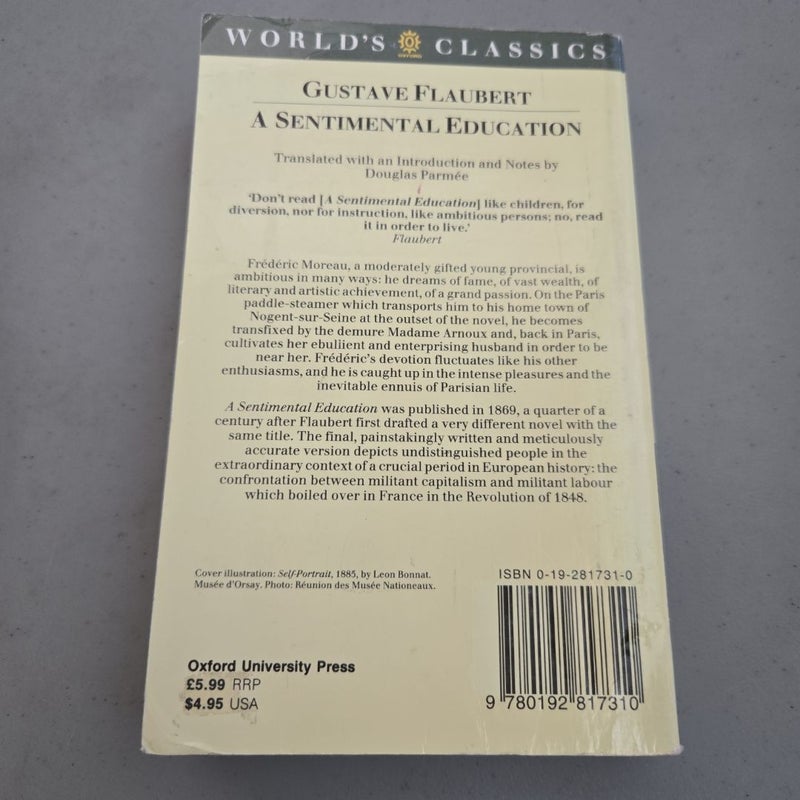 WORLD'S OXFORD CLASSICS
GUSTAVE FLAUBERT
A SENTIMENTAL EDUCATION
Translated with an Introduction and Notes by
Douglas Parmée
'Don't read [A Sentimental Education] like children, for
diversion, nor for instruction, like ambitious persons; no, read
it in order to live.'
Flaubert
Frédéric Moreau, a moderately gifted young provincial, is
ambitious in many ways: he dreams of fame, of vast wealth, of
literary and artistic achievement, of a grand passion. On the Paris
paddle-steamer which transports him to his home town of
Nogent-sur-Seine at the outset of the novel, he becomes
transfixed by the demure Madame Arnoux and, back in Paris,
cultivates her ebullient and enterprising husband in order to be
near her. Frédéric's devotion fluctuates like his other
enthusiasms, and he is caught up in the intense pleasures and the
inevitable ennuis of Parisian life.
A Sentimental Education was published in 1869, a quarter of a
century after Flaubert first drafted a very different novel with the
same title. The final, painstakingly written and meticulously
accurate version depicts undistinguished people in the
extraordinary context of a crucial period in European history: the
confrontation between militant capitalism and militant labour
which boiled over in France in the Revolution of 1848.
Cover illustration: Self-Portrait, 1885, by Leon Bonnat.
Musée d'Orsay. Photo: Réunion des Musée Nationeaux.
ISBN 0-19-281731-0
Oxford University Press
£5.99 RRP
$4.95 USA
9 780192 817310